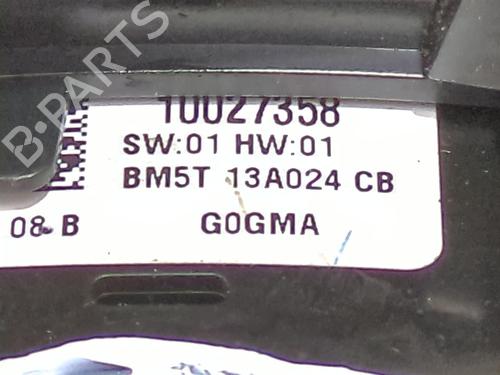 B-PARTS
10027358
SW:01 HW:01
BM5T 13A024 CB
08 B G0GMA